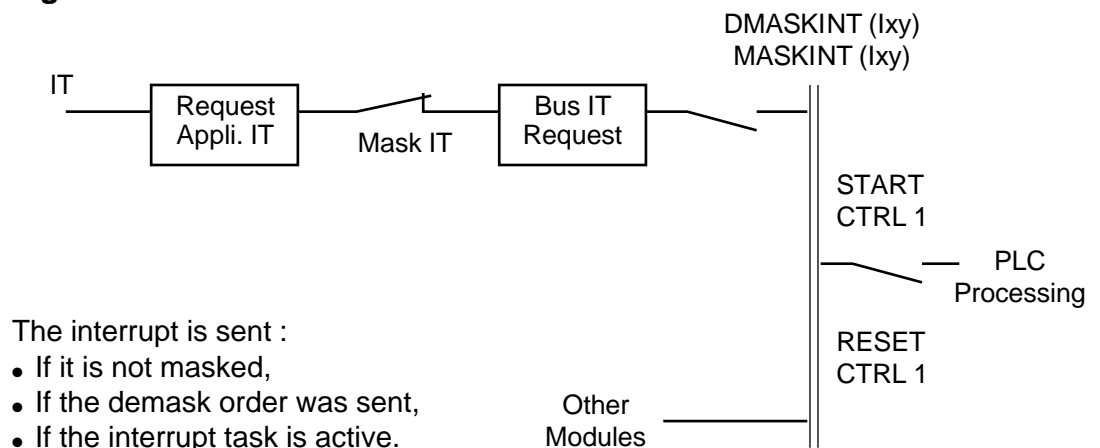 DMASKINT (Ixy)
MASKINT (Ixy)
IT
Request
Appli. IT
Mask IT
Bus IT
Request
START
CTRL 1
PLC
Processing
RESET
CTRL 1
The interrupt is sent :
• If it is not masked,
• If the demask order was sent,
• If the interrupt task is active.
Other
Modules